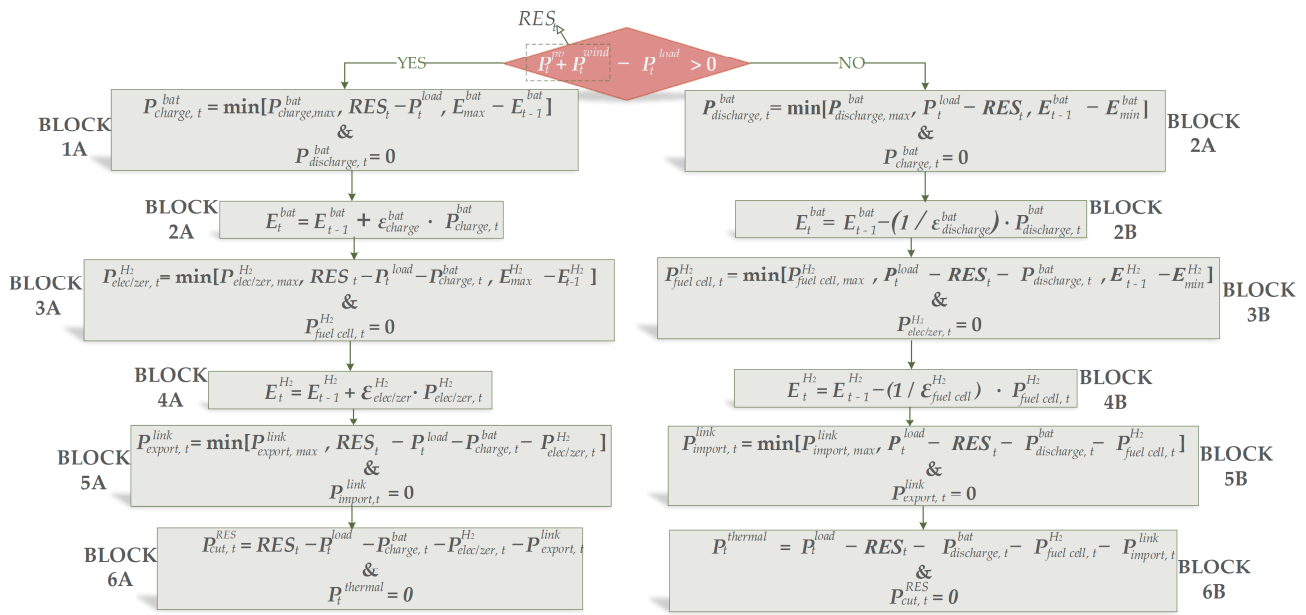 RES_t
P_t^pv + P_t^wind − P_t^load > 0
YES
NO
BLOCK
1A
P_charge, t^bat = min[P_charge,max^bat, RES_t − P_t^load, E_max^bat − E_t-1^bat]
&
P_discharge, t^bat = 0
BLOCK
2A
E_t^bat = E_t-1^bat + ε_charge^bat · P_charge, t^bat
BLOCK
3A
P_elec/zer, t^H2 = min[P_elec/zer, max^H2, RES_t − P_t^load − P_charge, t^bat, E_max^H2 − E_t-1^H2]
&
P_fuel cell, t^H2 = 0
BLOCK
4A
E_t^H2 = E_t-1^H2 + ε_elec/zer^H2 · P_elec/zer, t^H2
BLOCK
5A
P_export, t^link = min[P_export, max^link, RES_t − P_t^load − P_charge, t^bat − P_elec/zer, t^H2]
&
P_import,t^link = 0
BLOCK
6A
P_cut, t^RES = RES_t − P_t^load − P_charge, t^bat − P_elec/zer, t^H2 − P_export, t^link
&
P_t^thermal = 0
P_discharge, t^bat = min[P_discharge, max^bat, P_t^load − RES_t, E_t-1^bat − E_min^bat]
&
P_charge, t^bat = 0
BLOCK
2A
E_t^bat = E_t-1^bat − (1 / ε_discharge^bat) · P_discharge, t^bat
BLOCK
2B
P_fuel cell, t^H2 = min[P_fuel cell, max^H2, P_t^load − RES_t − P_discharge, t^bat, E_t-1^H2 − E_min^H2]
&
P_elec/zer, t^H2 = 0
BLOCK
3B
E_t^H2 = E_t-1^H2 − (1 / ε_fuel cell^H2) · P_fuel cell, t^H2
BLOCK
4B
P_import, t^link = min[P_import, max^link, P_t^load − RES_t − P_discharge, t^bat − P_fuel cell, t^H2]
&
P_export, t^link = 0
BLOCK
5B
P_t^thermal = P_t^load − RES_t − P_discharge, t^bat − P_fuel cell, t^H2 − P_import, t^link
&
P_cut, t^RES = 0
BLOCK
6B